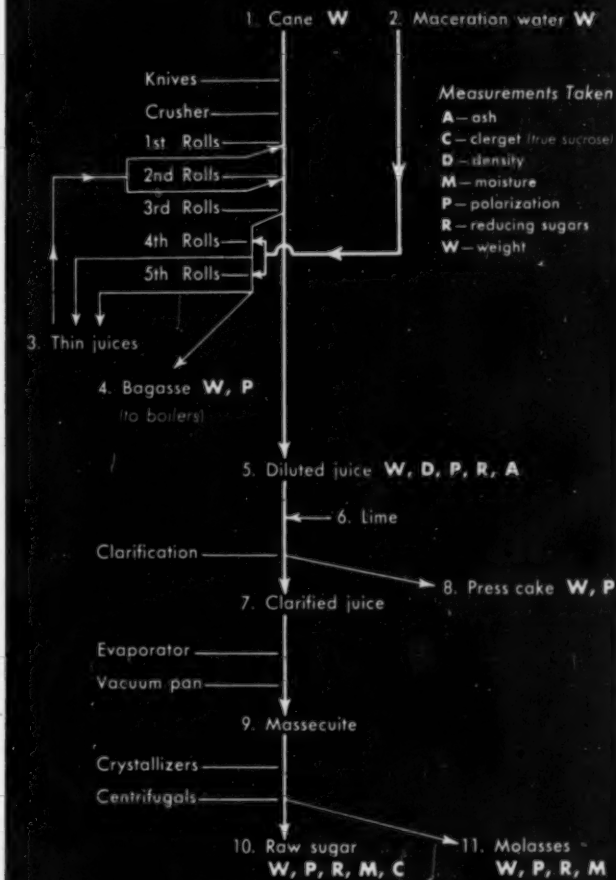 1. Cane W
2. Maceration water W
Knives
Crusher
1st Rolls
2nd Rolls
3rd Rolls
4th Rolls
5th Rolls
Measurements Taken
A—ash
C—clerget (true sucrose)
D—density
M—moisture
P—polarization
R—reducing sugars
W—weight
3. Thin juices
4. Bagasse W, P
(to boilers)
5. Diluted juice W, D, P, R, A
6. Lime
Clarification
8. Press cake W, P
7. Clarified juice
Evaporator
Vacuum pan
9. Massecuite
Crystallizers
Centrifugals
10. Raw sugar
W, P, R, M, C
11. Molasses
W, P, R, M